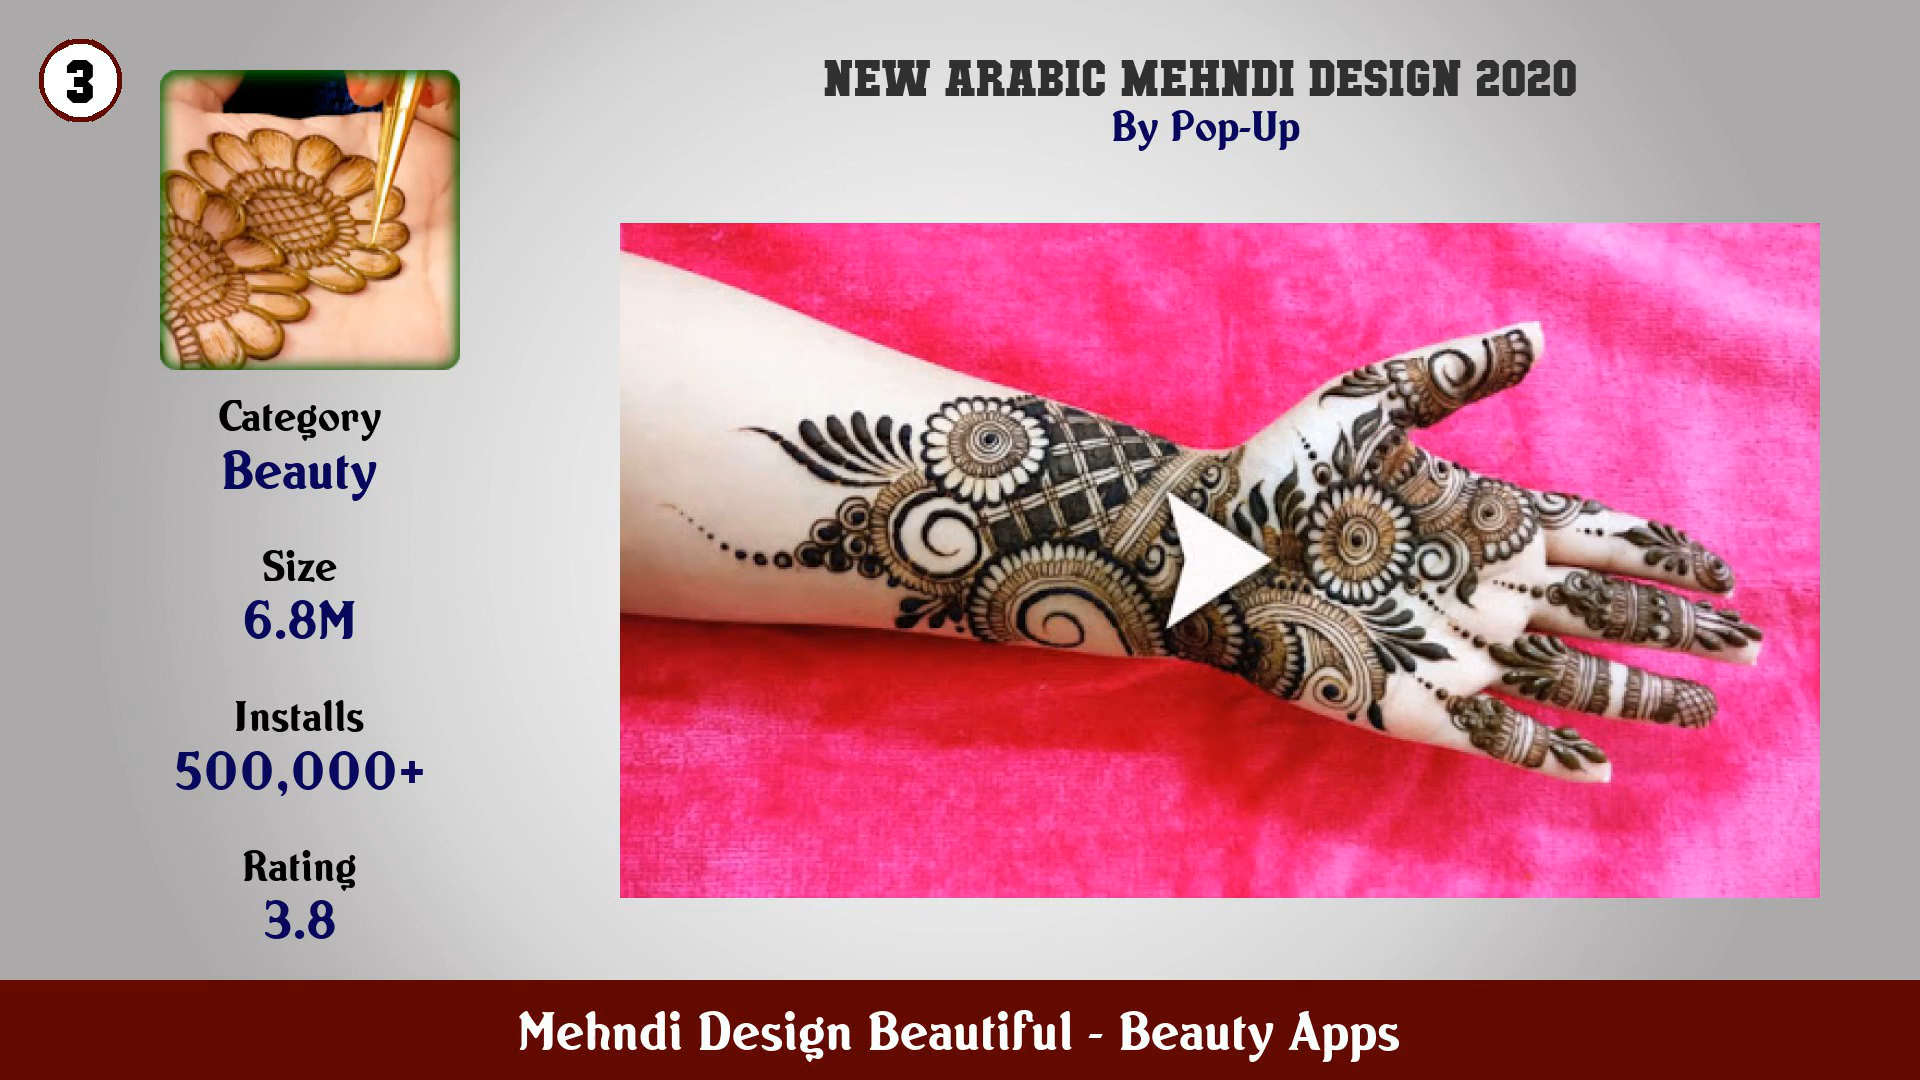 3
NEW ARABIC MEHNDI DESIGN 2020
By Pop-Up
Category
Beauty
Size
6.8M
Installs
500,000+
Rating
3.8
Mehndi Design Beautiful - Beauty Apps